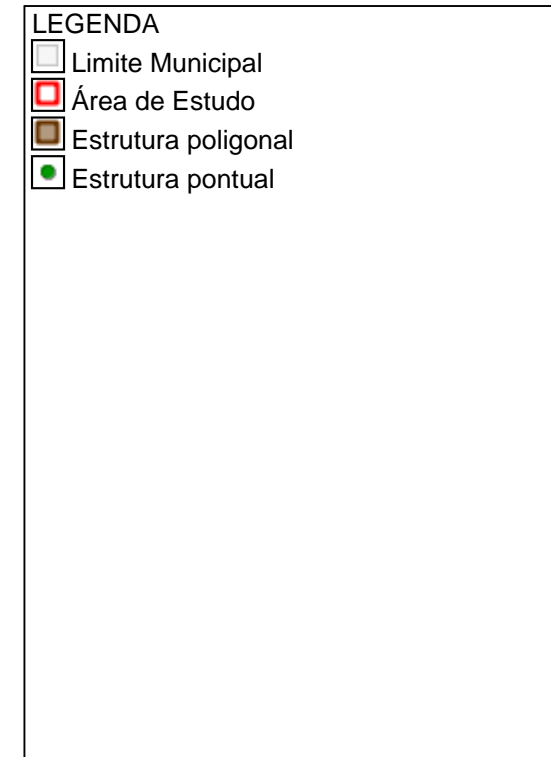 LEGENDA
Limite Municipal
Área de Estudo
Estrutura poligonal
Estrutura pontual